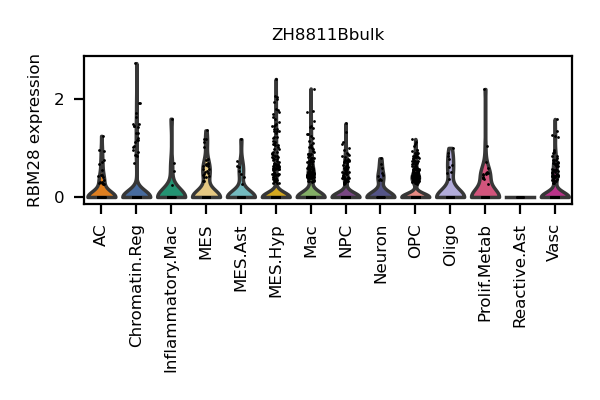 ZH8811Bbulk
RBM28 expression
2
0
AC
Chromatin.Reg
Inflammatory.Mac
MES
MES.Ast
MES.Hyp
Mac
NPC
Neuron
OPC
Oligo
Prolif.Metab
Reactive.Ast
Vasc